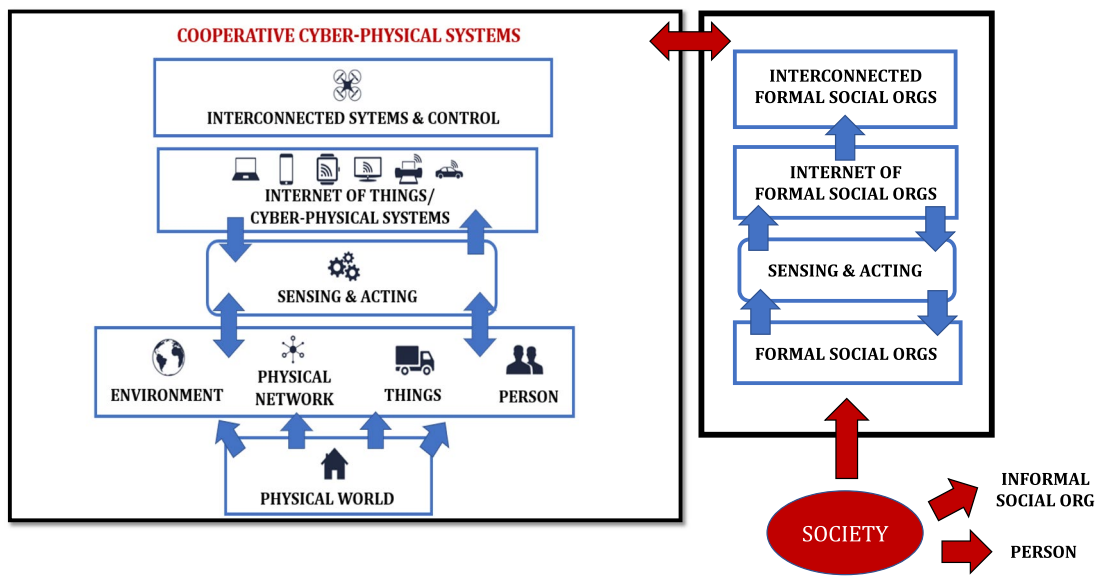 COOPERATIVE CYBER-PHYSICAL SYSTEMS
INTERCONNECTED SYTEMS & CONTROL
INTERNET OF THINGS/
CYBER-PHYSICAL SYSTEMS
SENSING & ACTING
ENVIRONMENT
PHYSICAL
NETWORK
THINGS
PERSON
PHYSICAL WORLD
INTERCONNECTED
FORMAL SOCIAL ORGS
INTERNET OF
FORMAL SOCIAL ORGS
SENSING & ACTING
FORMAL SOCIAL ORGS
SOCIETY
INFORMAL
SOCIAL ORG
PERSON